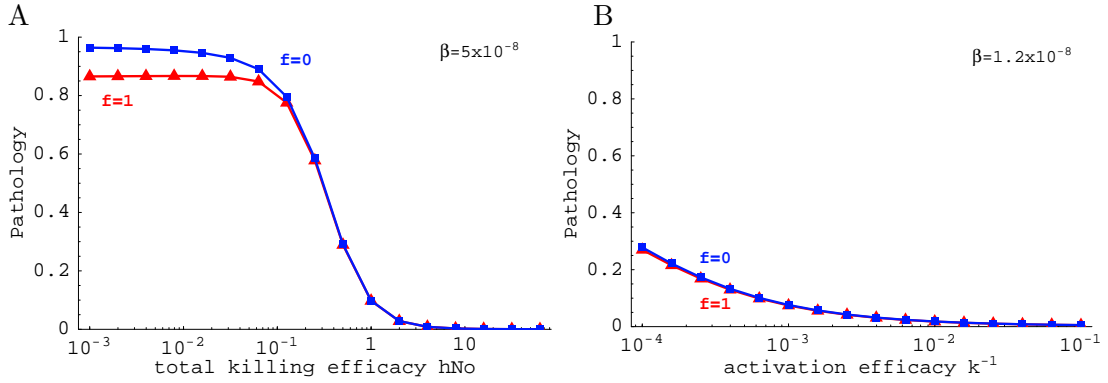 A
B
β=5x10⁻⁸
β=1.2x10⁻⁸
f=0
f=1
f=0
f=1
Pathology
Pathology
1
0.8
0.6
0.4
0.2
0
1
0.8
0.6
0.4
0.2
0
10⁻³ 10⁻² 10⁻¹ 1 10
10⁻⁴ 10⁻³ 10⁻² 10⁻¹
total killing efficacy hNo
activation efficacy k⁻¹